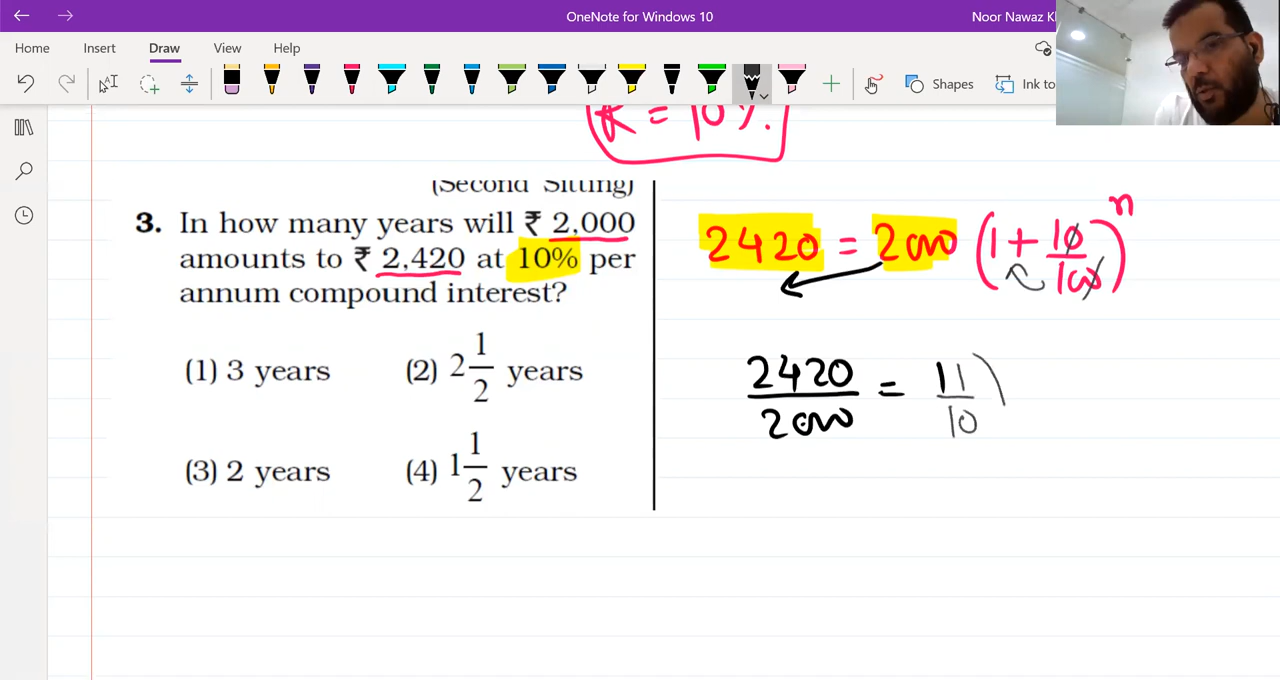 OneNote for Windows 10
Noor Nawaz Kh
Home Insert Draw View Help
Shapes
Ink to
R = 10%.
(Second Sitting)
3. In how many years will ₹ 2,000
amounts to ₹ 2,420 at 10% per
annum compound interest?
(1) 3 years (2) 2 1/2 years
(3) 2 years (4) 1 1/2 years
2420 = 2000 (1 + 10/100)^n
2420/2000 = 11/10)